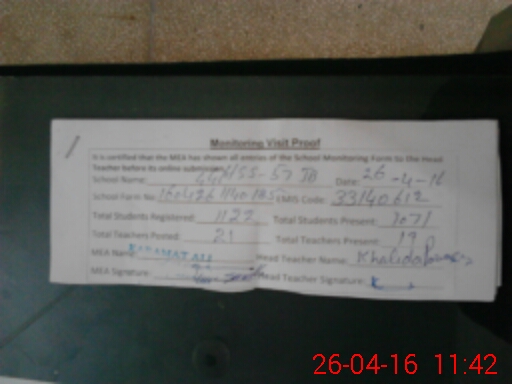 Monitoring Visit Proof
It is certified that the MEA has shown all entries of the School Monitoring Form to the Head
Teacher before its online submission.
School Name: Date: 26-4-16
School Form No: EMIS Code: 33140612
Total Students Registered: 1122 Total Students Present: 1071
Total Teachers Posted: 21 Total Teachers Present: 19
MEA Name: KARAMAT ALI Head Teacher Name: Khalida
MEA Signature: Head Teacher Signature:
26-04-16 11:42